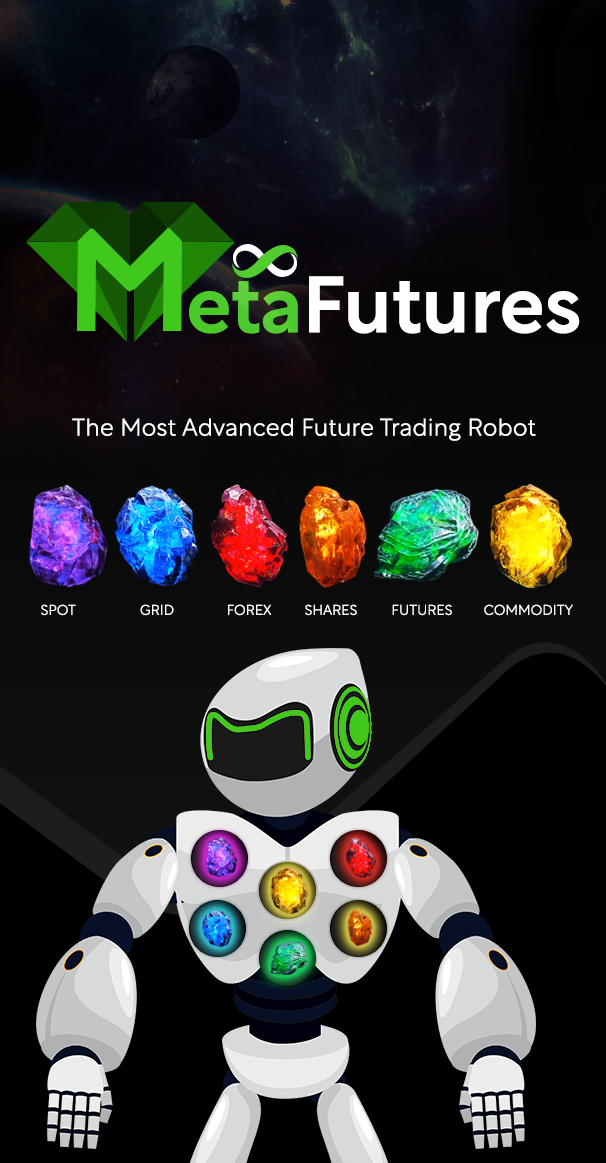 MetaFutures
The Most Advanced Future Trading Robot
SPOT GRID FOREX SHARES FUTURES COMMODITY